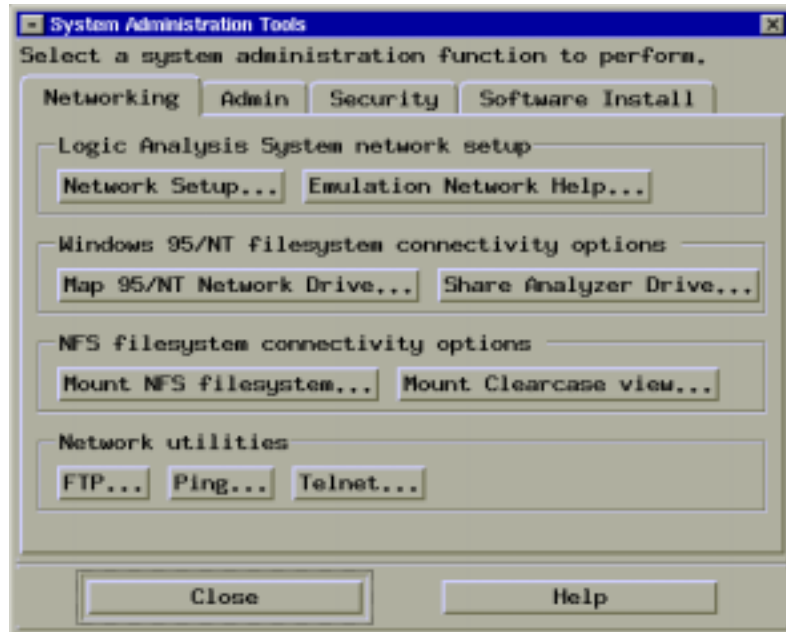 System Administration Tools
Select a system administration function to perform.
Networking Admin Security Software Install
Logic Analysis System network setup
Network Setup... Emulation Network Help...
Windows 95/NT filesystem connectivity options
Map 95/NT Network Drive... Share Analyzer Drive...
NFS filesystem connectivity options
Mount NFS filesystem... Mount Clearcase view...
Network utilities
FTP... Ping... Telnet...
Close Help